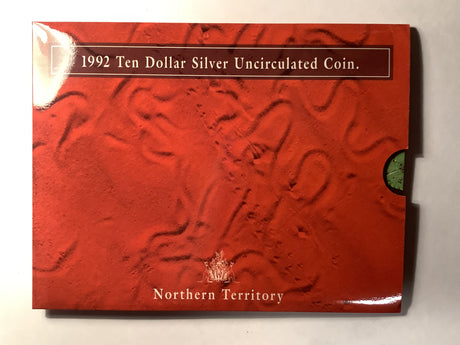 1992 Ten Dollar Silver Uncirculated Coin.
Northern Territory